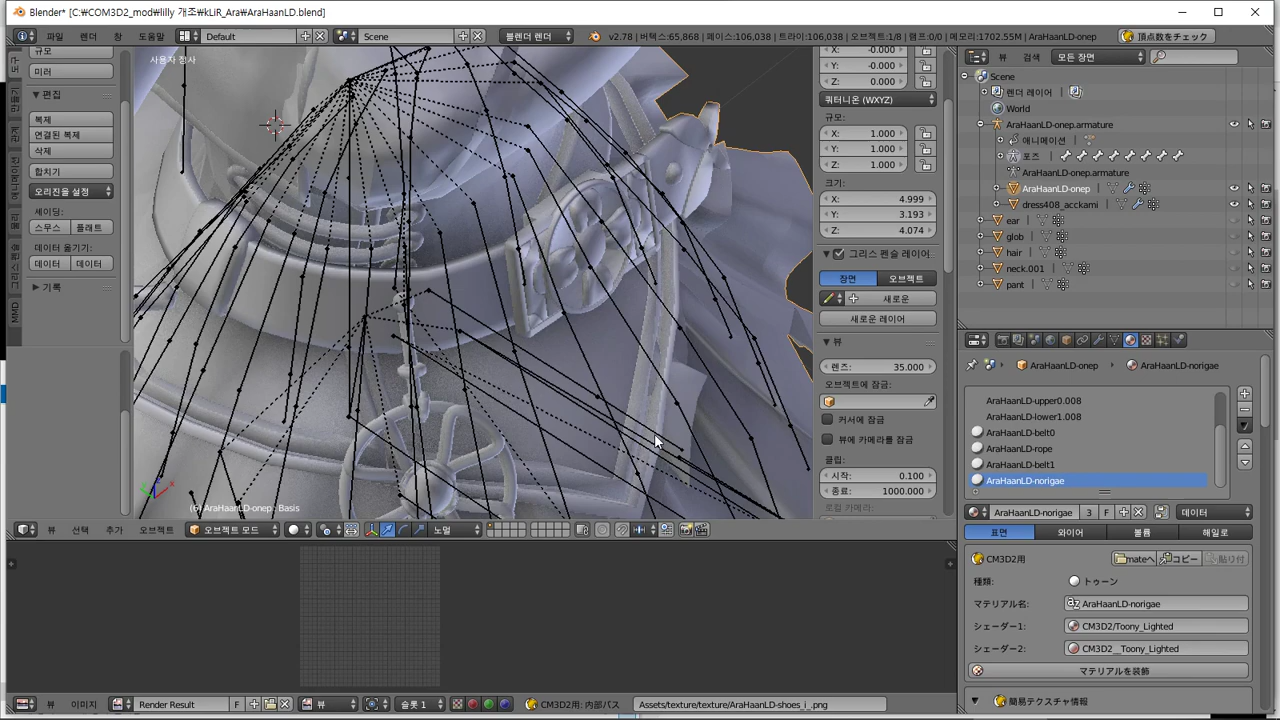 Blender* [C:₩COM3D2_mod₩lilly 개조₩kLiR_Ara₩AraHaanLD.blend]
파일 렌더 창 도움말 Default Scene 블렌더 렌더 v2.78 | 버텍스:65,868 | 페이스:106,038 | 트라이:106,038 | 오브젝트:1/8 | 램프:0/0 | 메모리:1702.55M | AraHaanLD-onep 頂点数をチェック
규모
미러
편집
복제
연결된 복제
삭제
합치기
오리진을 설정
셰이딩:
스무스 플래트
데이터 옮기기:
데이터 데이터
기록
애니메이션
MMD
사용자 정사
(6) AraHaanLD-onep : Basis
뷰 선택 추가 오브젝트 오브젝트 모드 노멀
X: -0.000
Y: -0.000
Z: 0.000
쿼터니온 (WXYZ)
규모:
X: 1.000
Y: 1.000
Z: 1.000
크기:
X: 4.999
Y: 3.193
Z: 4.074
그리스 펜슬 레이어
장면 오브젝트
새로운
새로운 레이어
뷰
렌즈: 35.000
오브젝트에 잠금:
커서에 잠금
뷰에 카메라를 잠금
클립:
시작: 0.100
종료: 1000.000
로컬 카메라:
뷰 검색 모든 장면
Scene
렌더 레이어
World
AraHaanLD-onep.armature
애니메이션
포즈
AraHaanLD-onep.armature
AraHaanLD-onep
dress408_acckami
ear
glob
hair
neck.001
pant
AraHaanLD-onep AraHaanLD-norigae
AraHaanLD-upper0.008
AraHaanLD-lower1.008
AraHaanLD-belt0
AraHaanLD-rope
AraHaanLD-belt1
AraHaanLD-norigae
AraHaanLD-norigae 3 F 데이터
표면 와이어 볼륨 해일로
CM3D2用 mateへ コピー 貼り付
種類: トゥーン
マテリアル名: AraHaanLD-norigae
シェーダー1: CM3D2/Toony_Lighted
シェーダー2: CM3D2__Toony_Lighted
マテリアルを装飾
簡易テクスチャ情報
뷰 이미지 Render Result F 뷰 슬롯 1 CM3D2用: 内部パス Assets/texture/texture/AraHaanLD-shoes_i_.png